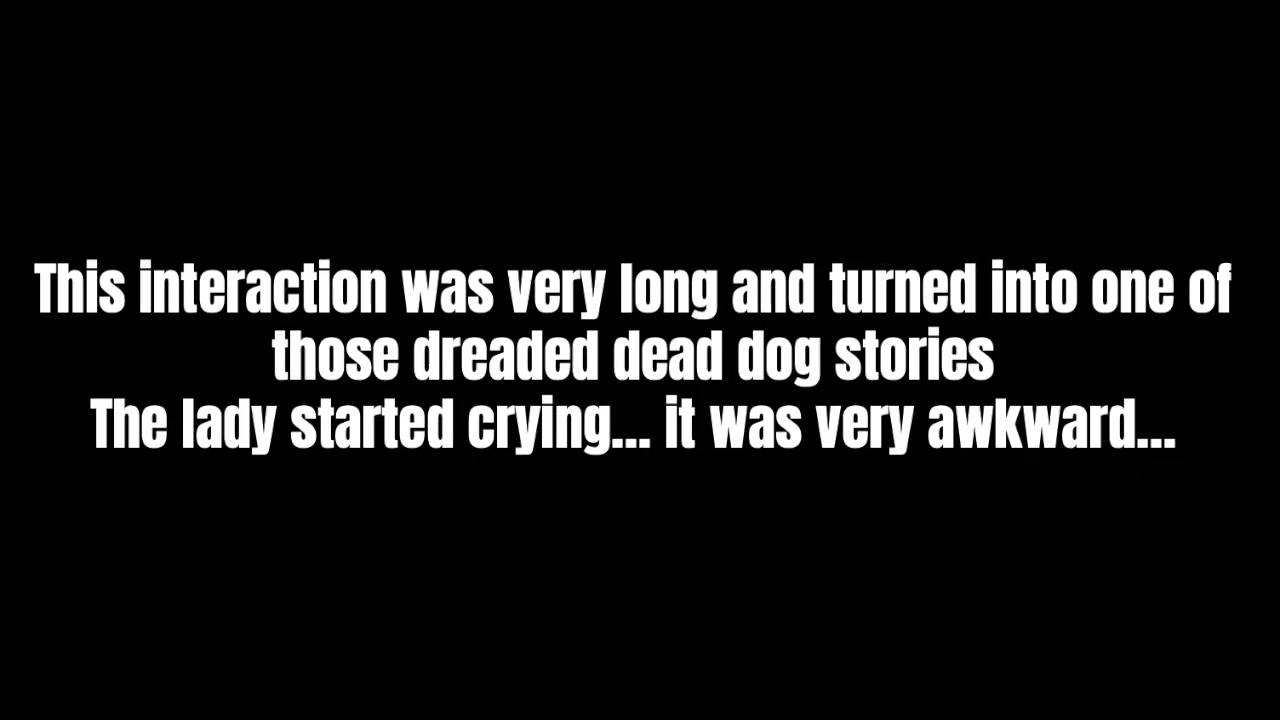 This interaction was very long and turned into one of
those dreaded dead dog stories
The lady started crying... it was very awkward...